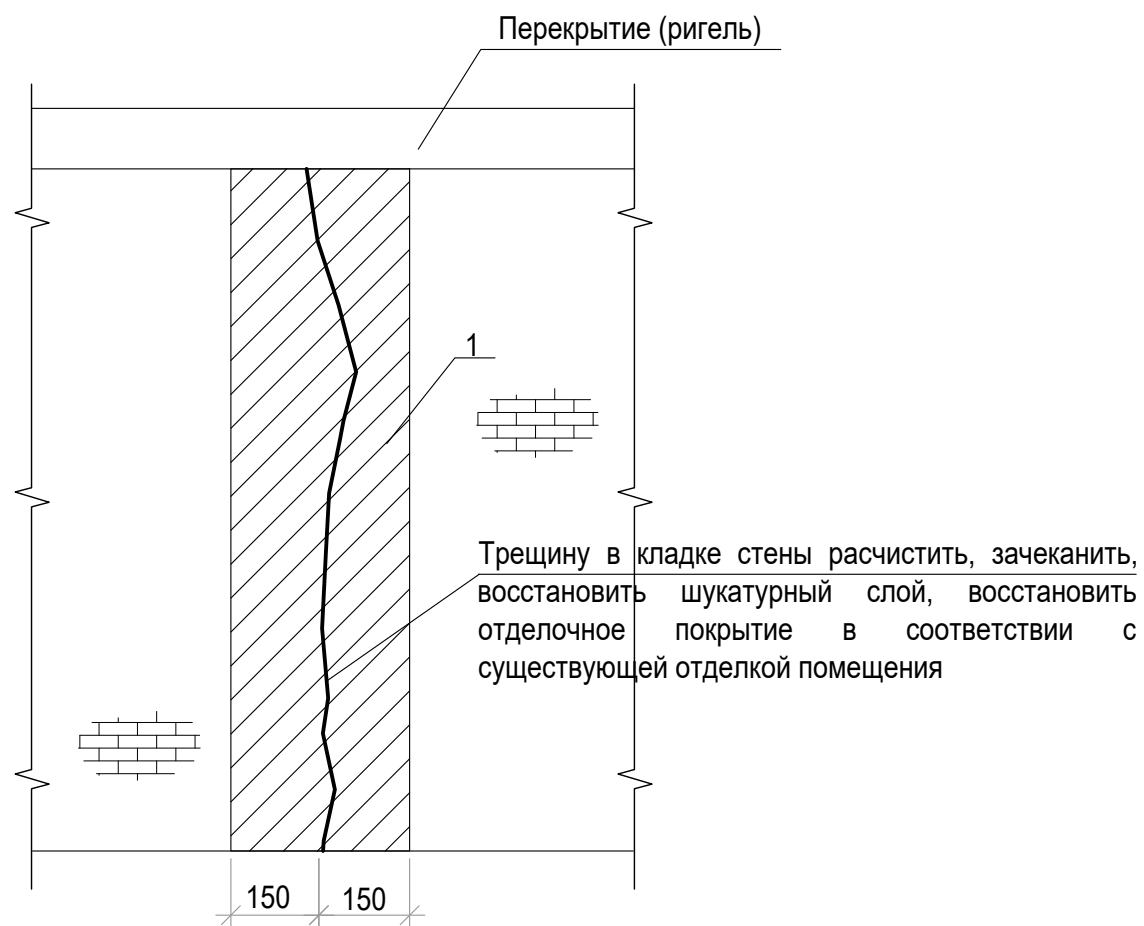 Перекрытие (ригель)
1
Трещину в кладке стены расчистить, зачеканить,
восстановить шукатурный слой, восстановить
отделочное покрытие в соответствии с
существующей отделкой помещения
150 150